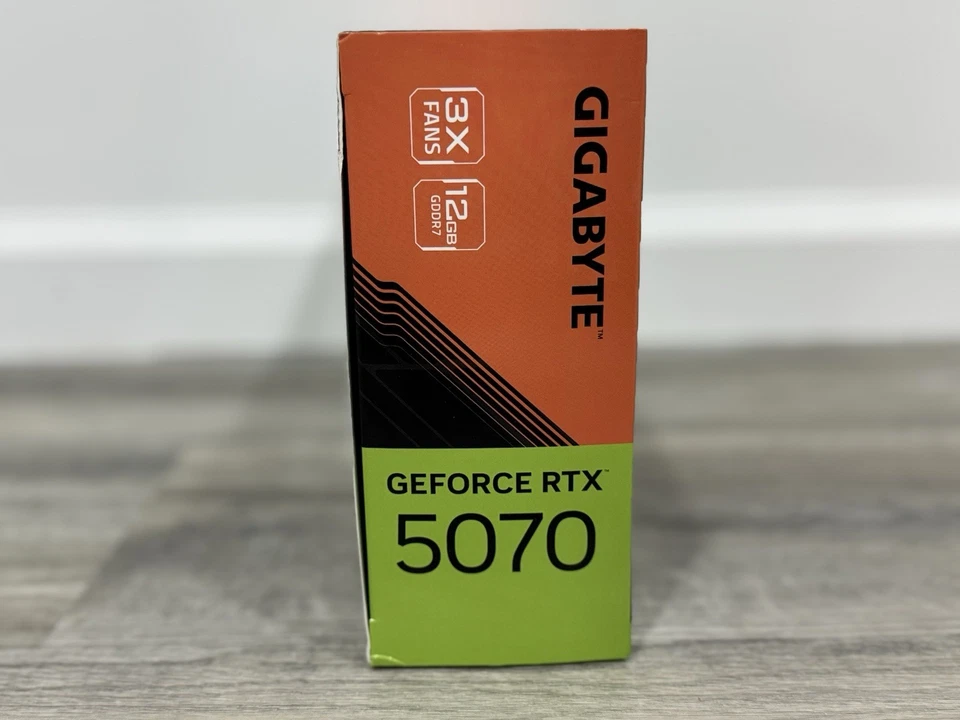 GIGABYTE™
3X
FANS
12GB
GDDR7
GEFORCE RTX™
5070